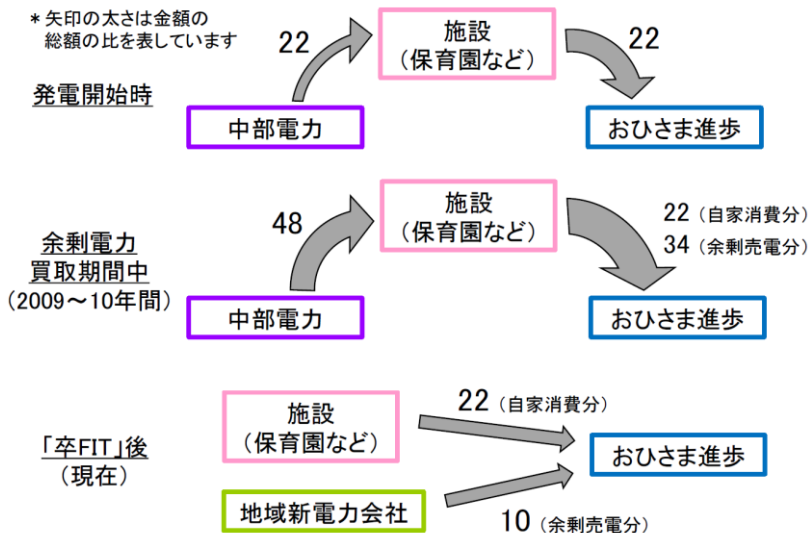 ＊矢印の太さは金額の
総額の比を表しています
発電開始時
22
施設
(保育園など)
22
中部電力
おひさま進歩
余剰電力
買取期間中
(2009～10年間)
48
施設
(保育園など)
22 (自家消費分)
34 (余剰売電分)
中部電力
おひさま進歩
「卒FIT」後
(現在)
施設
(保育園など)
22 (自家消費分)
おひさま進歩
地域新電力会社
10 (余剰売電分)